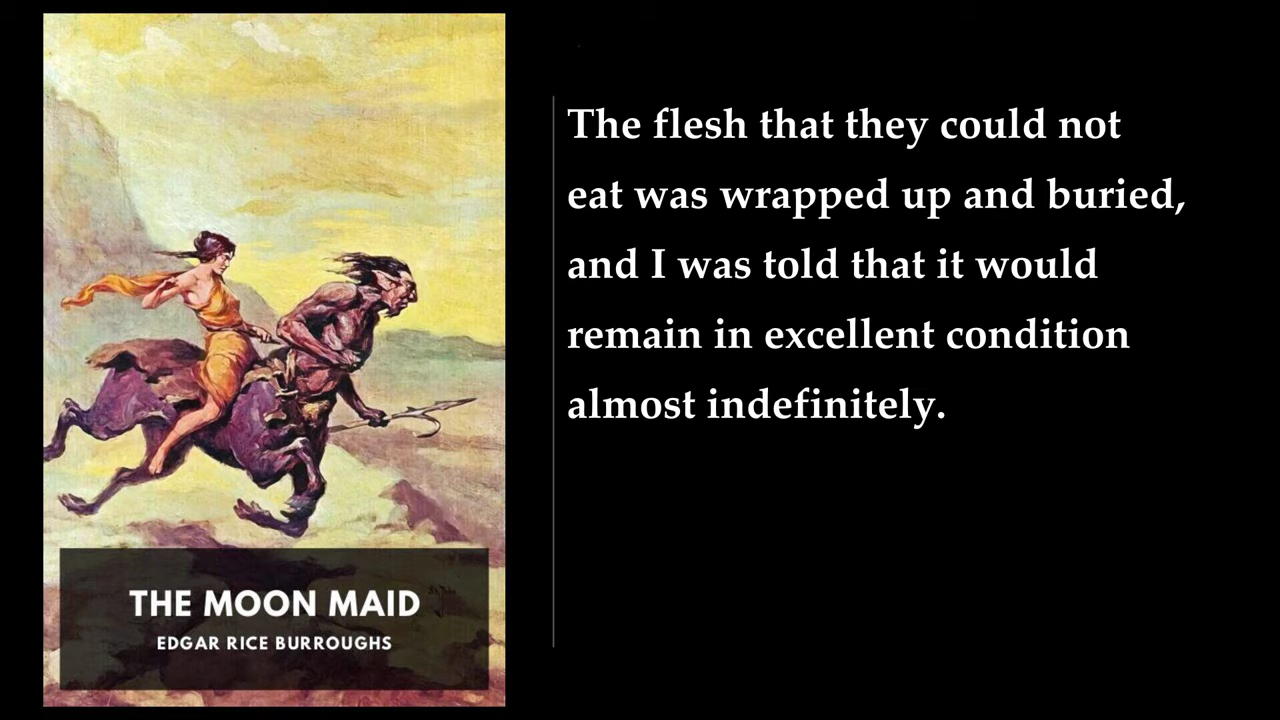 The flesh that they could not
eat was wrapped up and buried,
and I was told that it would
remain in excellent condition
almost indefinitely.
THE MOON MAID
EDGAR RICE BURROUGHS